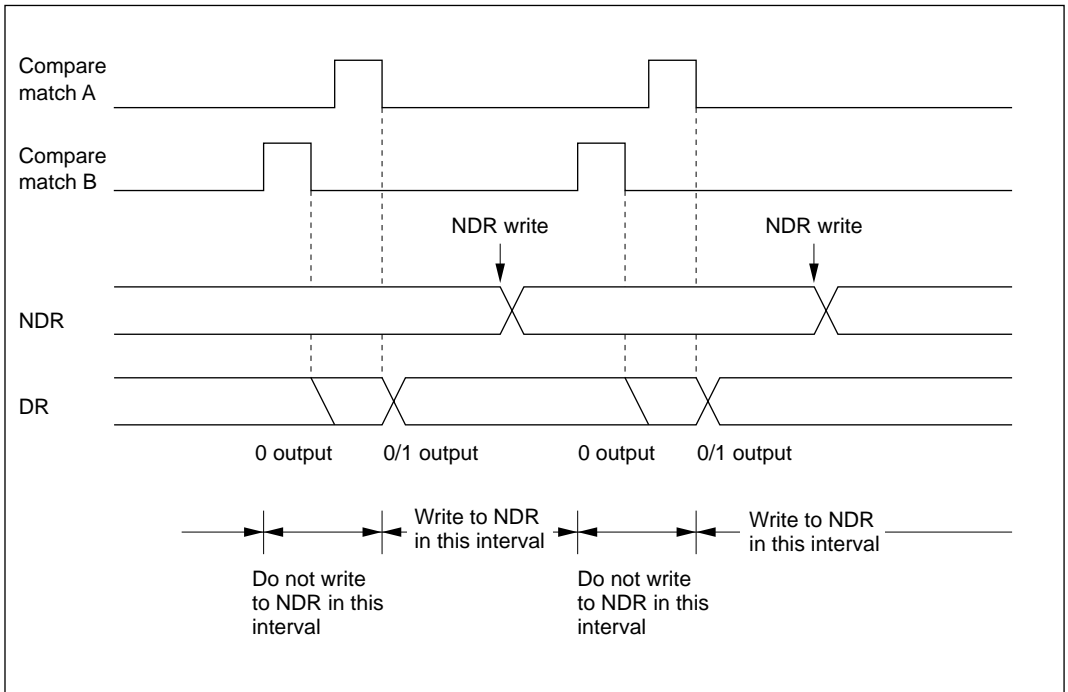 Compare
match A
Compare
match B
NDR write
NDR write
NDR
DR
0 output
0/1 output
0 output
0/1 output
Write to NDR
in this interval
Write to NDR
in this interval
Do not write
to NDR in this
interval
Do not write
to NDR in this
interval